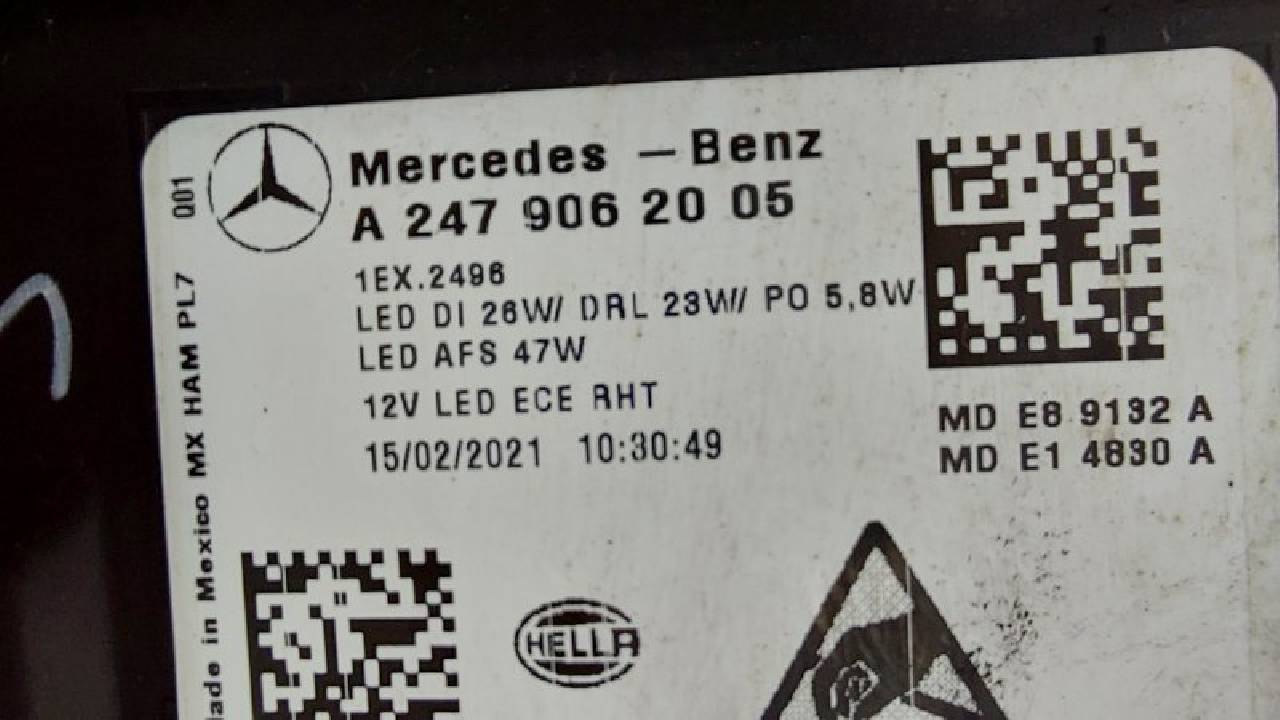 Mercedes - Benz
A 247 906 20 05
1EX.2496
LED DI 26W/ DRL 23W// PO 5,8W
LED AFS 47W
12V LED ECE RHT
15/02/2021 10:30:49
MD E8 9132 A
MD E1 4830 A
HELLA
ade in Mexico MX HAM PL7 Q01